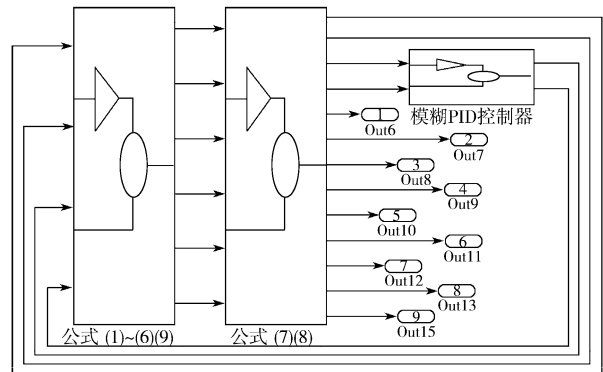 模糊PID控制器
1
Out6
2
Out7
3
Out8
4
Out9
5
Out10
6
Out11
7
Out12
8
Out13
9
Out15
公式 (1)~(6)(9)
公式 (7)(8)